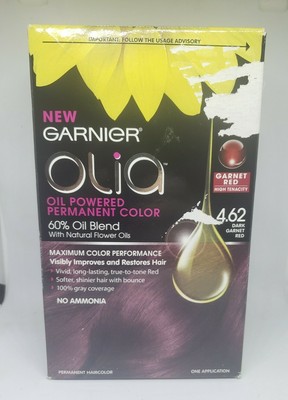 IMPORTANT: FOLLOW THE USAGE ADVISORY
NEW
GARNIER
Olia
OIL POWERED
PERMANENT COLOR
60% Oil Blend
With Natural Flower Oils
GARNET
RED
HIGH TENACITY
4.62
DARK
GARNET
RED
MAXIMUM COLOR PERFORMANCE
Visibly Improves and Restores Hair
• Vivid, long-lasting, true-to-tone Red
• Softer, shinier hair with bounce
• 100% gray coverage
NO AMMONIA
PERMANENT HAIRCOLOR
ONE APPLICATION